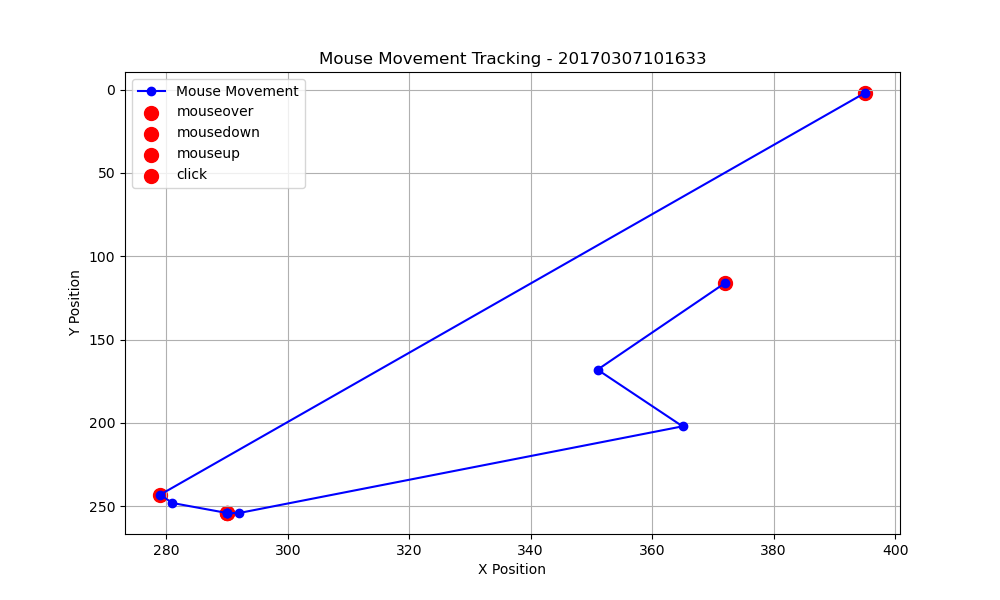 Mouse Movement Tracking - 20170307101633
Mouse Movement
mouseover
mousedown
mouseup
click
0
50
100
150
200
250
Y Position
280 300 320 340 360 380 400
X Position